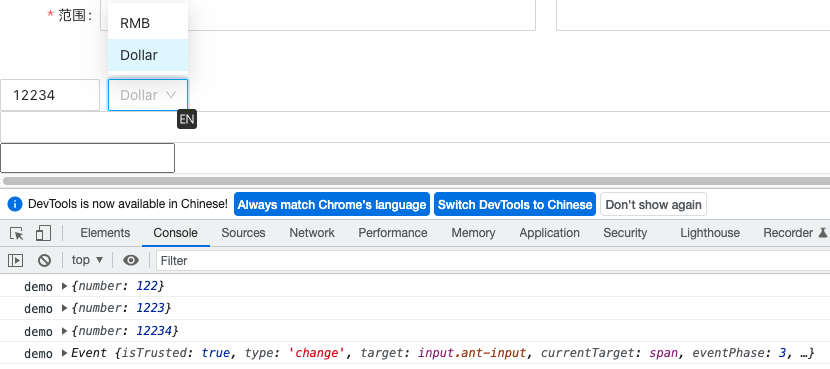 * 范围:
RMB
Dollar
12234
Dollar
EN
DevTools is now available in Chinese!
Always match Chrome's language
Switch DevTools to Chinese
Don't show again
Elements
Console
Sources
Network
Performance
Memory
Application
Security
Lighthouse
Recorder
top ▼
Filter
demo ▶ {number: 122}
demo ▶ {number: 1223}
demo ▶ {number: 12234}
demo ▶ Event {isTrusted: true, type: 'change', target: input.ant-input, currentTarget: span, eventPhase: 3, …}